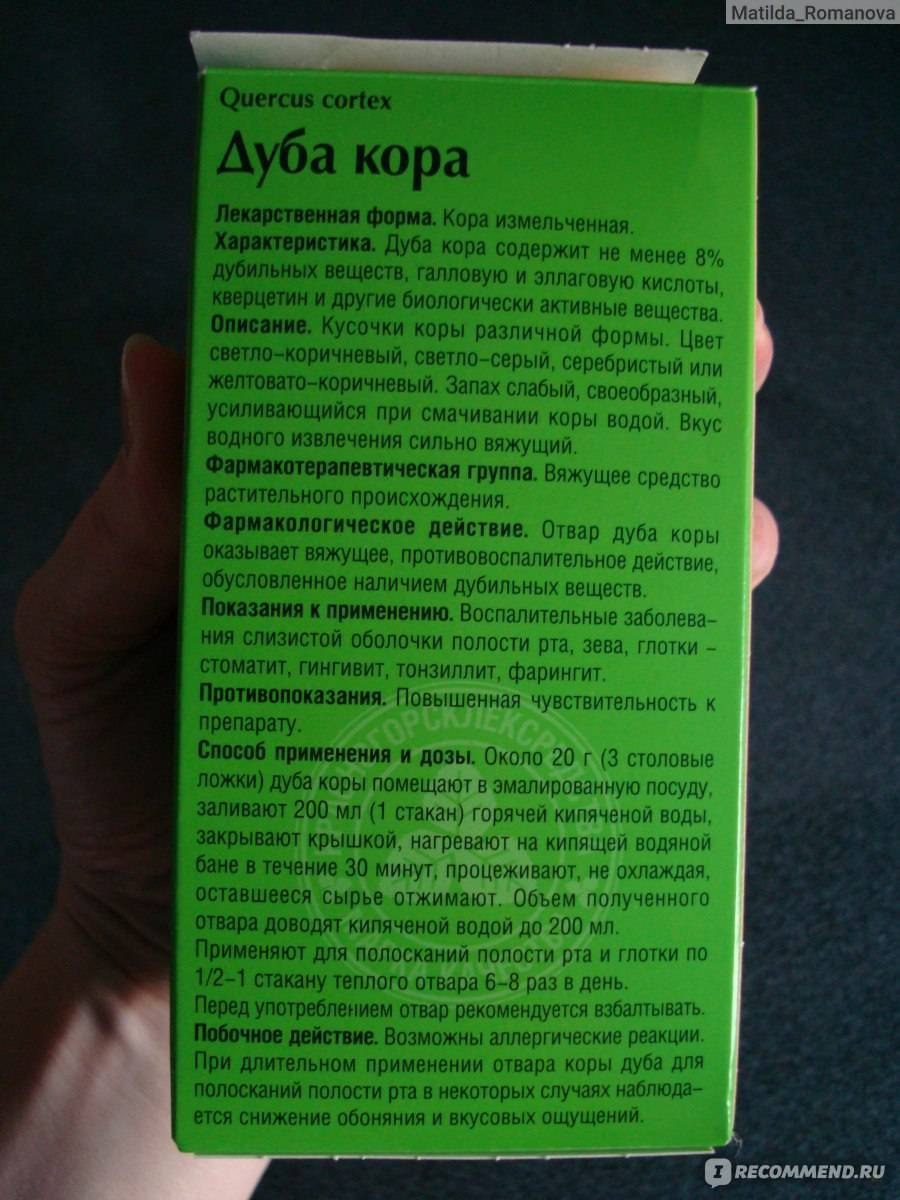 Matilda_Romanova
Quercus cortex
Дуба кора
Лекарственная форма. Кора измельченная.
Характеристика. Дуба кора содержит не менее 8%
дубильных веществ, галловую и эллаговую кислоты,
кверцетин и другие биологически активные вещества.
Описание. Кусочки коры различной формы. Цвет
светло–коричневый, светло–серый, серебристый или
желтовато–коричневый. Запах слабый, своеобразный,
усиливающийся при смачивании коры водой. Вкус
водного извлечения сильно вяжущий.
Фармакотерапевтическая группа. Вяжущее средство
растительного происхождения.
Фармакологическое действие. Отвар дуба коры
оказывает вяжущее, противовоспалительное действие,
обусловленное наличием дубильных веществ.
Показания к применению. Воспалительные заболева–
ния слизистой оболочки полости рта, зева, глотки –
стоматит, гингивит, тонзиллит, фарингит.
Противопоказания. Повышенная чувствительность к
препарату.
Способ применения и дозы. Около 20 г (3 столовые
ложки) дуба коры помещают в эмалированную посуду,
заливают 200 мл (1 стакан) горячей кипяченой воды,
закрывают крышкой, нагревают на кипящей водяной
бане в течение 30 минут, процеживают, не охлаждая,
оставшееся сырье отжимают. Объем полученного
отвара доводят кипяченой водой до 200 мл.
Применяют для полосканий полости рта и глотки по
1/2–1 стакану теплого отвара 6–8 раз в день.
Перед употреблением отвар рекомендуется взбалтывать.
Побочное действие. Возможны аллергические реакции.
При длительном применении отвара коры дуба для
полосканий полости рта в некоторых случаях наблюда–
ется снижение обоняния и вкусовых ощущений.
IRECOMMEND.RU